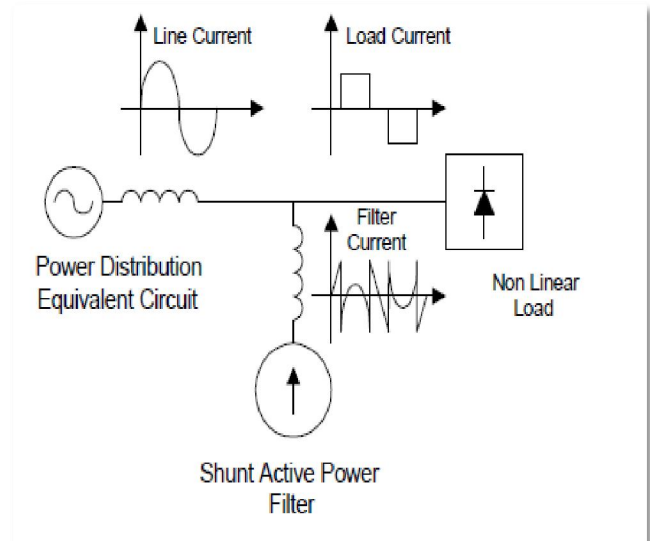 Line Current
Load Current
Filter
Current
Power Distribution
Equivalent Circuit
Non Linear
Load
Shunt Active Power
Filter